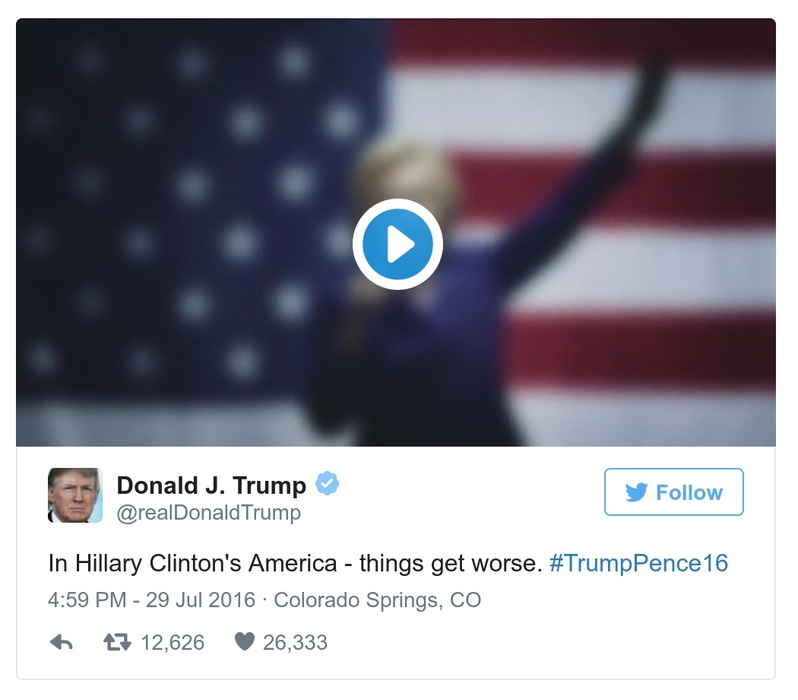 Donald J. Trump
Follow
@realDonaldTrump
In Hillary Clinton's America - things get worse. #TrumpPence16
4:59 PM - 29 Jul 2016 · Colorado Springs, CO
12,626 26,333